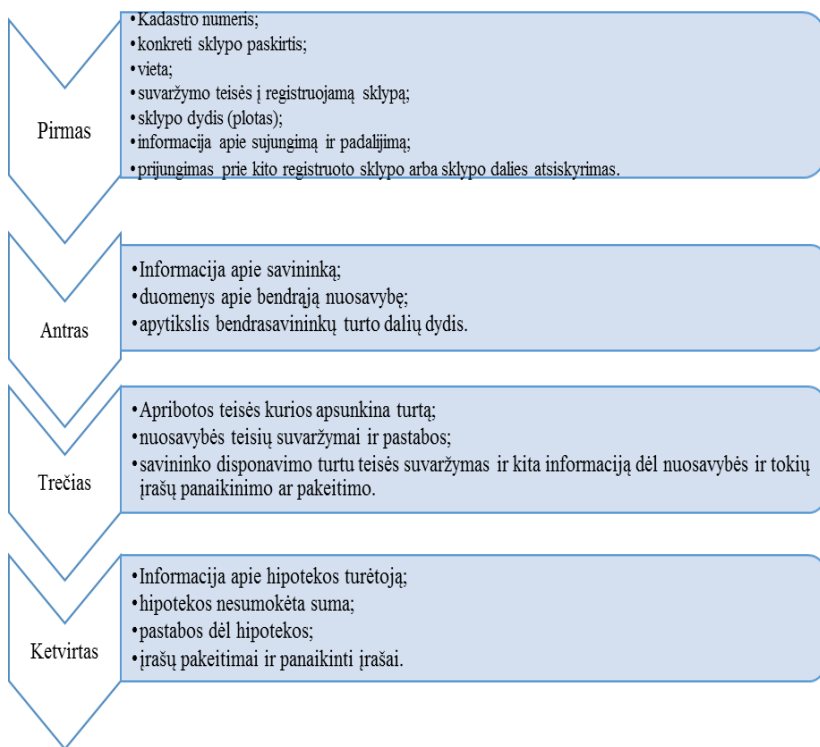 Pirmas
•Kadastro numeris;
•konkreti sklypo paskirtis;
•vieta;
•suvaržymo teisės į registruojamą sklypą;
•sklypo dydis (plotas);
•informacija apie sujungimą ir padalijimą;
•prijungimas prie kito registruoto sklypo arba sklypo dalies atsiskyrimas.
Antras
•Informacija apie savininką;
•duomenys apie bendrąją nuosavybę;
•apytikslis bendrasavininkų turto dalių dydis.
Trečias
•Apribotos teisės kurios apsunkina turtą;
•nuosavybės teisių suvaržymai ir pastabos;
•savininko disponavimo turtu teisės suvaržymas ir kita informaciją dėl nuosavybės ir tokių
įrašų panaikinimo ar pakeitimo.
Ketvirtas
•Informacija apie hipotekos turėtoją;
•hipotekos nesumokėta suma;
•pastabos dėl hipotekos;
•įrašų pakeitimai ir panaikinti įrašai.